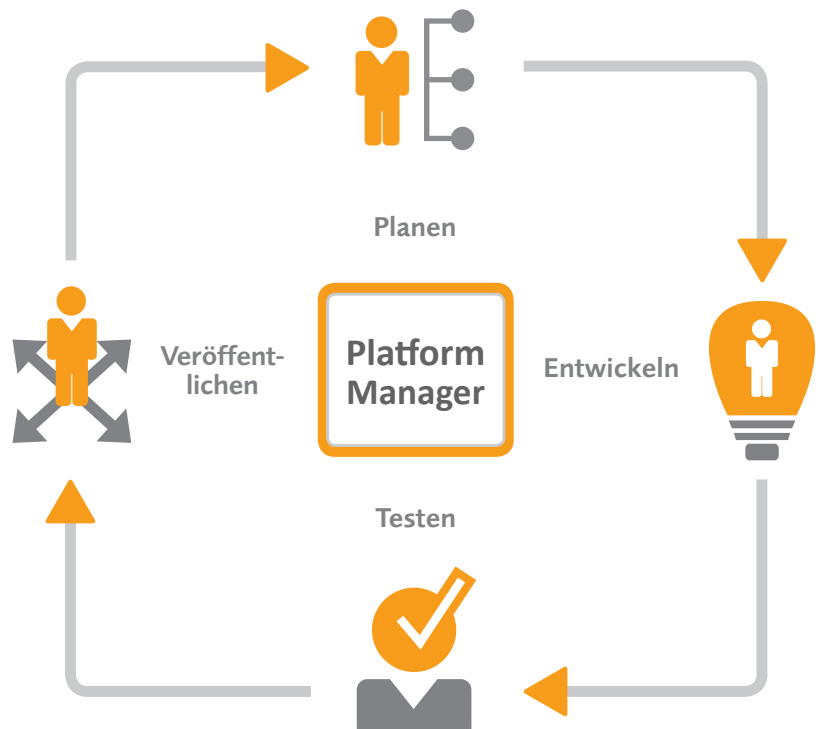 Planen
Veröffent-
lichen
Platform
Manager
Entwickeln
Testen